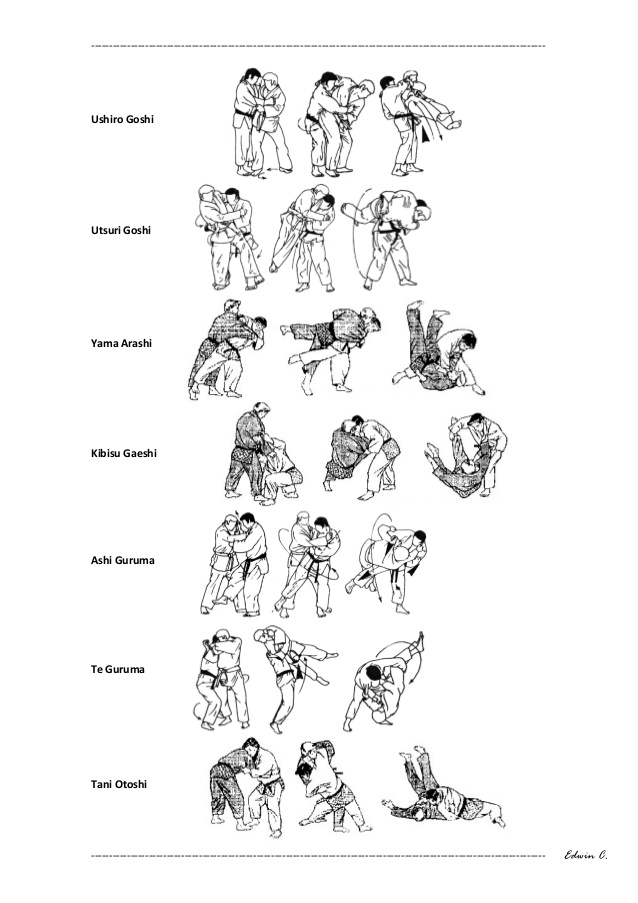 Ushiro Goshi
Utsuri Goshi
Yama Arashi
Kibisu Gaeshi
Ashi Guruma
Te Guruma
Tani Otoshi
Edwin C.